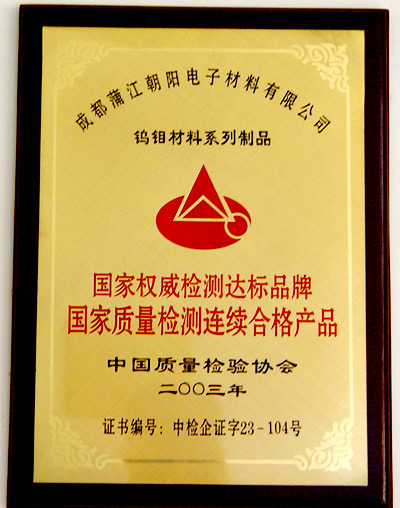 成都蒲江朝阳电子材料有限公司
钨钼材料系列制品
国家权威检测达标品牌
国家质量检测连续合格产品
中国质量检验协会
二〇〇三年
证书编号：中检企证字23-104号